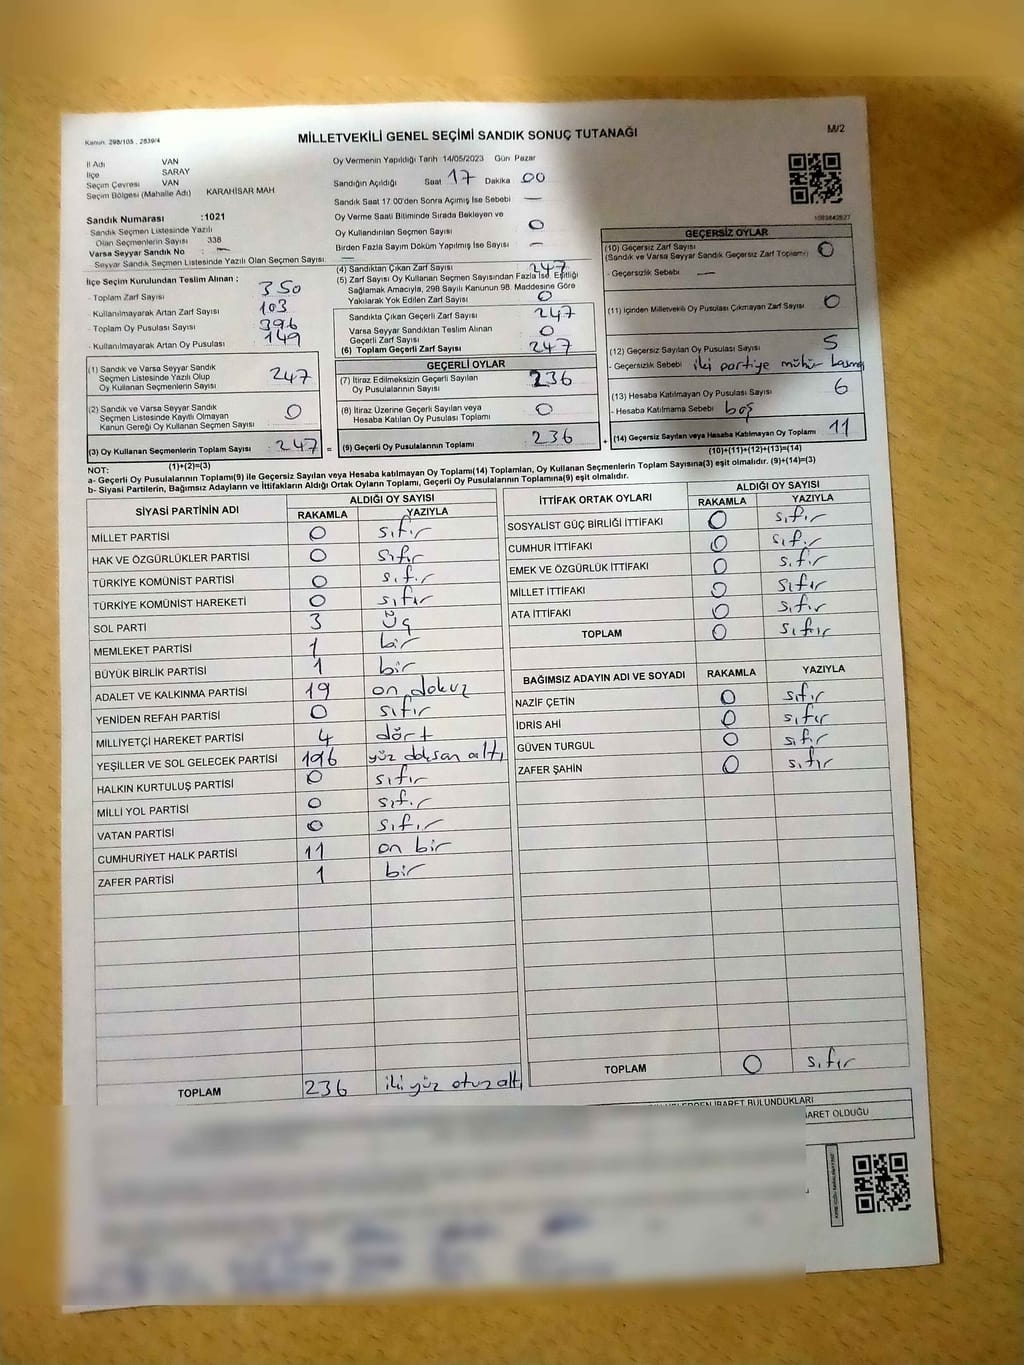 Kanun. 298/105 , 2839/4
MİLLETVEKİLİ GENEL SEÇİMİ SANDIK SONUÇ TUTANAĞI
M/2
İl Adı VAN
İlçe SARAY
Seçim Çevresi VAN
Seçim Bölgesi (Mahalle Adı) KARAHİSAR MAH
Sandık Numarası :1021
Sandık Seçmen Listesinde Yazılı
Olan Seçmenlerin Sayısı 338
Varsa Seyyar Sandık No : —
Seyyar Sandık Seçmen Listesinde Yazılı Olan Seçmen Sayısı: —
Oy Vermenin Yapıldığı Tarih 14/05/2023 Gün Pazar
Sandığın Açıldığı Saat 17 Dakika 00
Sandık Saat 17.00'den Sonra Açımış İse Sebebi —
Oy Verme Saati Bitiminde Sırada Bekleyen ve
Oy Kullandırılan Seçmen Sayısı 0
Birden Fazla Sayım Döküm Yapılmış İse Sayısı —
İlçe Seçim Kurulundan Teslim Alınan :
- Toplam Zarf Sayısı 350
- Kullanılmayarak Artan Zarf Sayısı 103
- Toplam Oy Pusulası Sayısı 396
- Kullanılmayarak Artan Oy Pusulası 149
(1) Sandık ve Varsa Seyyar Sandık
Seçmen Listesinde Yazılı Olup
Oy Kullanan Seçmenlerin Sayısı 247
(2) Sandık ve Varsa Seyyar Sandık
Seçmen Listesinde Kayıtlı Olmayan
Kanun Gereği Oy Kullanan Seçmen Sayısı 0
(3) Oy Kullanan Seçmenlerin Toplam Sayısı : 247 =
(1)+(2)=(3)
(4) Sandıktan Çıkan Zarf Sayısı 247
(5) Zarf Sayısı Oy Kullanan Seçmen Sayısından Fazla İse, Eşitliği
Sağlamak Amacıyla, 298 Sayılı Kanunun 98. Maddesine Göre
Yakılarak Yok Edilen Zarf Sayısı 0
Sandıkta Çıkan Geçerli Zarf Sayısı 247
Varsa Seyyar Sandıktan Teslim Alınan
Geçerli Zarf Sayısı 0
(6) Toplam Geçerli Zarf Sayısı 247
GEÇERLİ OYLAR
(7) İtiraz Edilmeksizin Geçerli Sayılan
Oy Pusulalarının Sayısı 236
(8) İtiraz Üzerine Geçerli Sayılan veya
Hesaba Katılan Oy Pusulası Toplamı 0
(9) Geçerli Oy Pusulalarının Toplamı 236 +
1083842827
GEÇERSİZ OYLAR
(10) Geçersiz Zarf Sayısı
(Sandık ve Varsa Seyyar Sandık Geçersiz Zarf Toplamı) 0
- Geçersizlik Sebebi —
(11) İçinden Milletvekili Oy Pusulası Çıkmayan Zarf Sayısı 0
(12) Geçersiz Sayılan Oy Pusulası Sayısı 5
- Geçersizlik Sebebi iki partiye mühür basmış
(13) Hesaba Katılmayan Oy Pusulası Sayısı 6
- Hesaba Katılmama Sebebi boş
(14) Geçersiz Sayılan veya Hesaba Katılmayan Oy Toplamı 11
(10)+(11)+(12)+(13)=(14)
NOT:
a- Geçerli Oy Pusulalarının Toplamı(9) ile Geçersiz Sayılan veya Hesaba katılmayan Oy Toplamı(14) Toplamları, Oy Kullanan Seçmenlerin Toplam Sayısına(3) eşit olmalıdır. (9)+(14)=(3)
b- Siyasi Partilerin, Bağımsız Adayların ve İttifakların Aldığı Ortak Oyların Toplamı, Geçerli Oy Pusulalarının Toplamına(9) eşit olmalıdır.
SİYASİ PARTİNİN ADI ALDIĞI OY SAYISI
RAKAMLA YAZIYLA
MİLLET PARTİSİ 0 sıfır
HAK VE ÖZGÜRLÜKLER PARTİSİ 0 sıfır
TÜRKİYE KOMÜNİST PARTİSİ 0 sıfır
TÜRKİYE KOMÜNİST HAREKETİ 0 sıfır
SOL PARTİ 3 üç
MEMLEKET PARTİSİ 1 bir
BÜYÜK BİRLİK PARTİSİ 1 bir
ADALET VE KALKINMA PARTİSİ 19 on dokuz
YENİDEN REFAH PARTİSİ 0 sıfır
MİLLİYETÇİ HAREKET PARTİSİ 4 dört
YEŞİLLER VE SOL GELECEK PARTİSİ 196 yüz doksan altı
HALKIN KURTULUŞ PARTİSİ 0 sıfır
MİLLİ YOL PARTİSİ 0 sıfır
VATAN PARTİSİ 0 sıfır
CUMHURİYET HALK PARTİSİ 11 on bir
ZAFER PARTİSİ 1 bir
TOPLAM 236 iki yüz otuz altı
İTTİFAK ORTAK OYLARI ALDIĞI OY SAYISI
RAKAMLA YAZIYLA
SOSYALİST GÜÇ BİRLİĞİ İTTİFAKI 0 sıfır
CUMHUR İTTİFAKI 0 sıfır
EMEK VE ÖZGÜRLÜK İTTİFAKI 0 sıfır
MİLLET İTTİFAKI 0 sıfır
ATA İTTİFAKI 0 sıfır
TOPLAM 0 sıfır
BAĞIMSIZ ADAYIN ADI VE SOYADI RAKAMLA YAZIYLA
NAZİF ÇETİN 0 sıfır
İDRİS AHİ 0 sıfır
GÜVEN TURGUL 0 sıfır
ZAFER ŞAHİN 0 sıfır
TOPLAM 0 sıfır
İBARET BULUNDUKLARI
ARET OLDUĞU